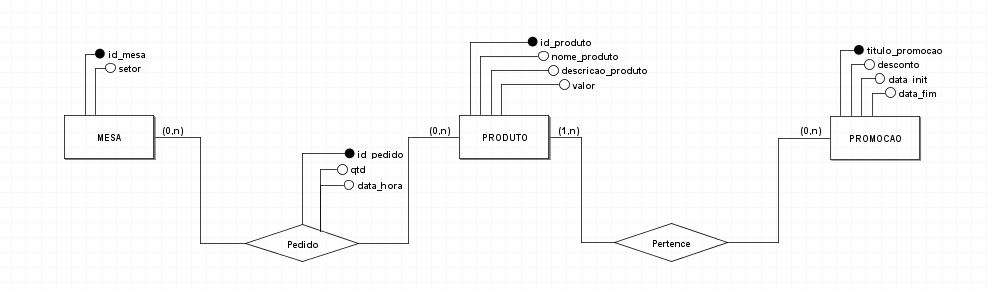 id_mesa
setor
MESA
(0,n)
id_pedido
qtd
data_hora
Pedido
(0,n)
id_produto
nome_produto
descricao_produto
valor
PRODUTO
(1,n)
Pertence
(0,n)
titulo_promocao
desconto
data_init
data_fim
PROMOCAO